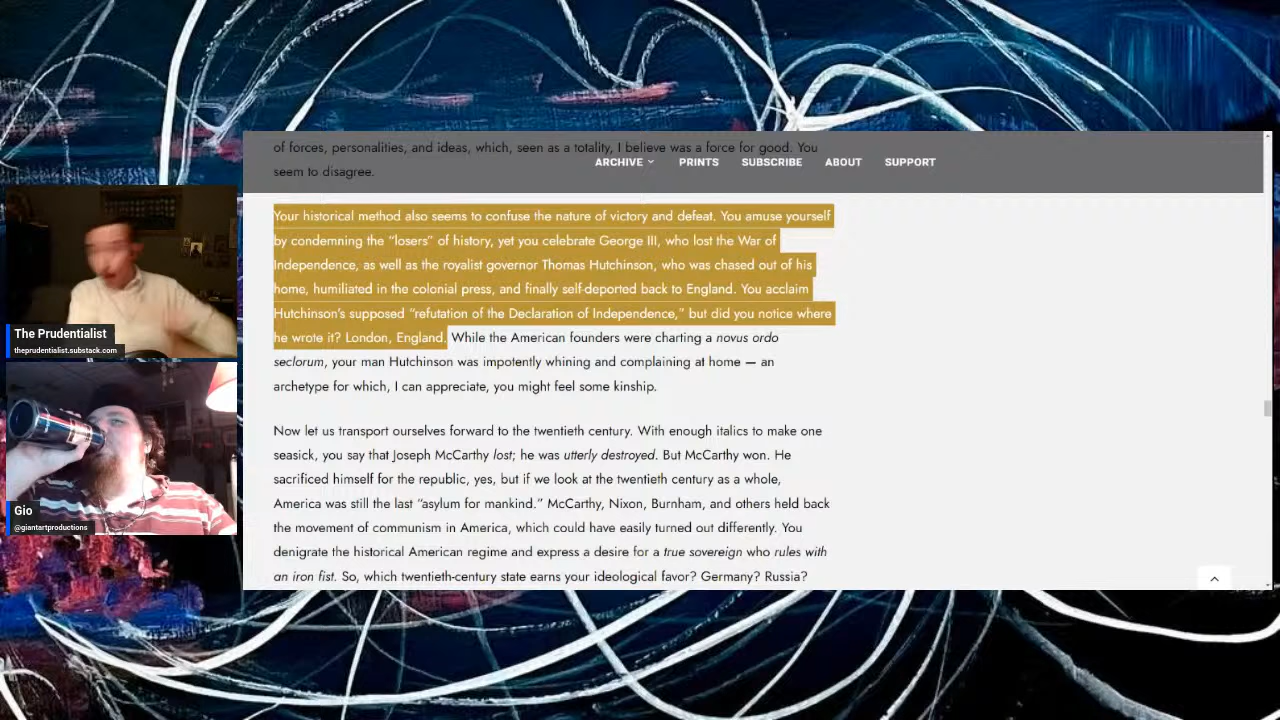 of forces, personalities, and ideas, which, seen as a totality, I believe was a force for good. You
seem to disagree.
ARCHIVE PRINTS SUBSCRIBE ABOUT SUPPORT
Your historical method also seems to confuse the nature of victory and defeat. You amuse yourself
by condemning the “losers” of history, yet you celebrate George III, who lost the War of
Independence, as well as the royalist governor Thomas Hutchinson, who was chased out of his
home, humiliated in the colonial press, and finally self-deported back to England. You acclaim
Hutchinson’s supposed “refutation of the Declaration of Independence,” but did you notice where
he wrote it? London, England. While the American founders were charting a novus ordo
seclorum, your man Hutchinson was impotently whining and complaining at home — an
archetype for which, I can appreciate, you might feel some kinship.
Now let us transport ourselves forward to the twentieth century. With enough italics to make one
seasick, you say that Joseph McCarthy lost; he was utterly destroyed. But McCarthy won. He
sacrificed himself for the republic, yes, but if we look at the twentieth century as a whole,
America was still the last “asylum for mankind.” McCarthy, Nixon, Burnham, and others held back
the movement of communism in America, which could have easily turned out differently. You
denigrate the historical American regime and express a desire for a true sovereign who rules with
an iron fist. So, which twentieth-century state earns your ideological favor? Germany? Russia?
The Prudentialist
theprudentialist.substack.com
Gio
@giantartproductions